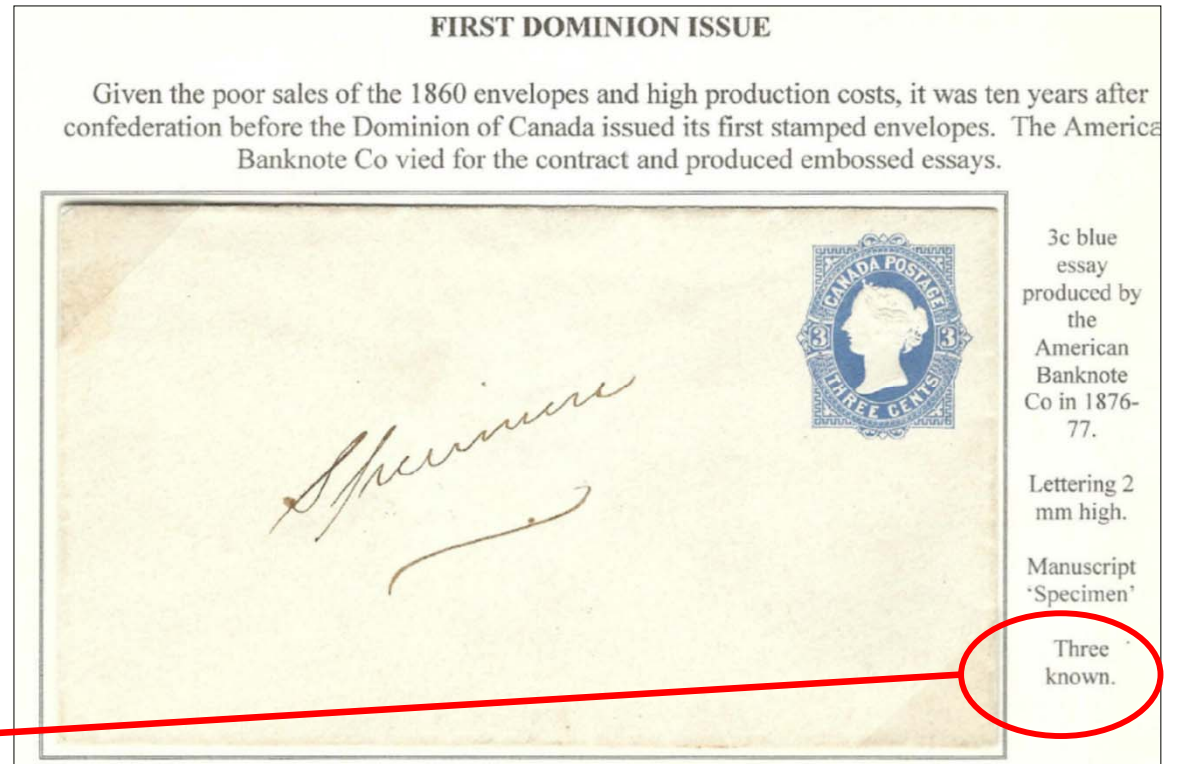 FIRST DOMINION ISSUE
Given the poor sales of the 1860 envelopes and high production costs, it was ten years after
confederation before the Dominion of Canada issued its first stamped envelopes. The America
Banknote Co vied for the contract and produced embossed essays.
CANADA POSTAGE
3 3
THREE CENTS
Specimen
3c blue
essay
produced by
the
American
Banknote
Co in 1876-
77.
Lettering 2
mm high.
Manuscript
‘Specimen’
Three
known.